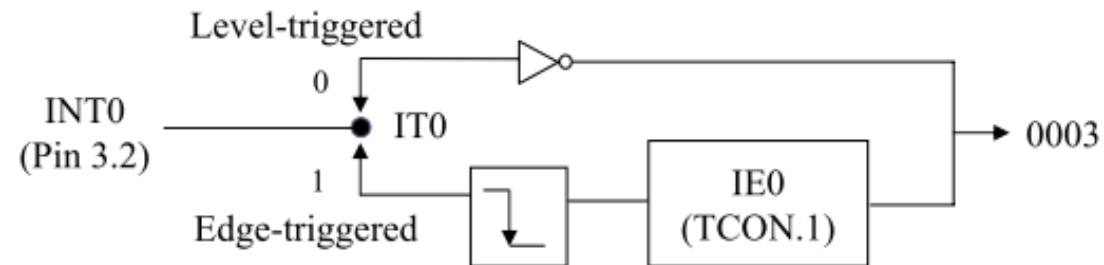 Level-triggered
0
INT0
(Pin 3.2)
IT0
0003
1
IE0
(TCON.1)
Edge-triggered